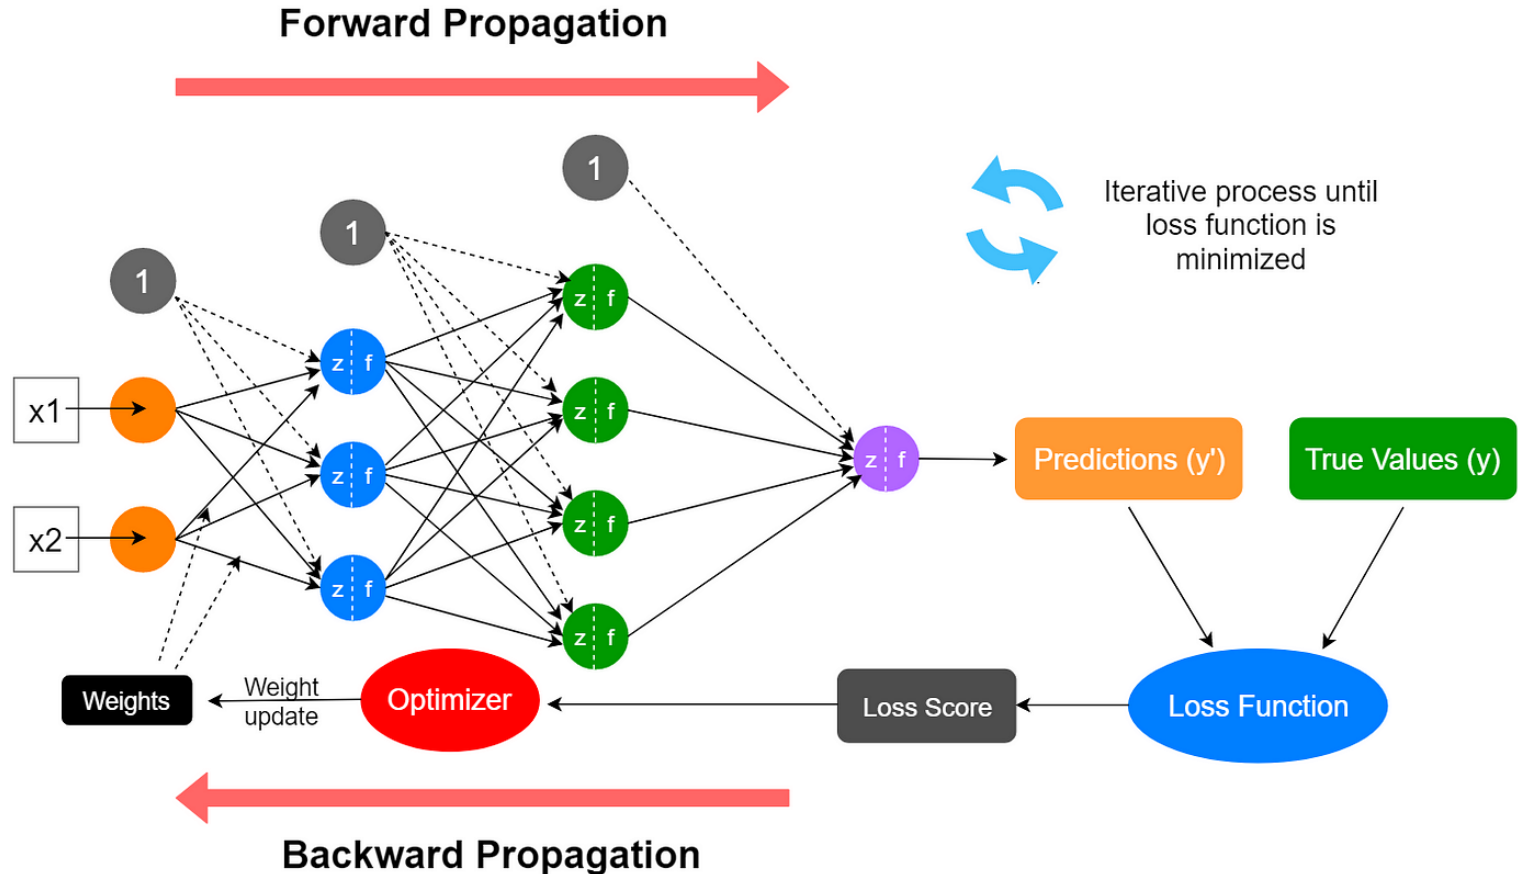 Forward Propagation
1
1
1
Iterative process until
loss function is
minimized
z f
z f
z f
z f
z f
z f
z f
z f
x1
x2
Predictions (y')
True Values (y)
Weights
Weight
update
Optimizer
Loss Score
Loss Function
Backward Propagation